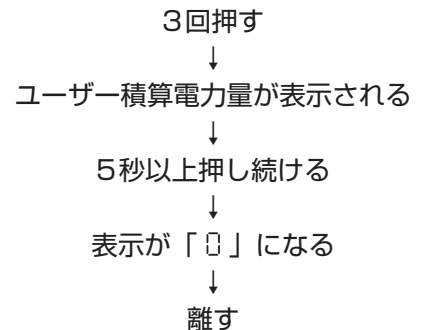 ３回押す
↓
ユーザー積算電力量が表示される
↓
５秒以上押し続ける
↓
表示が「０」になる
↓
離す